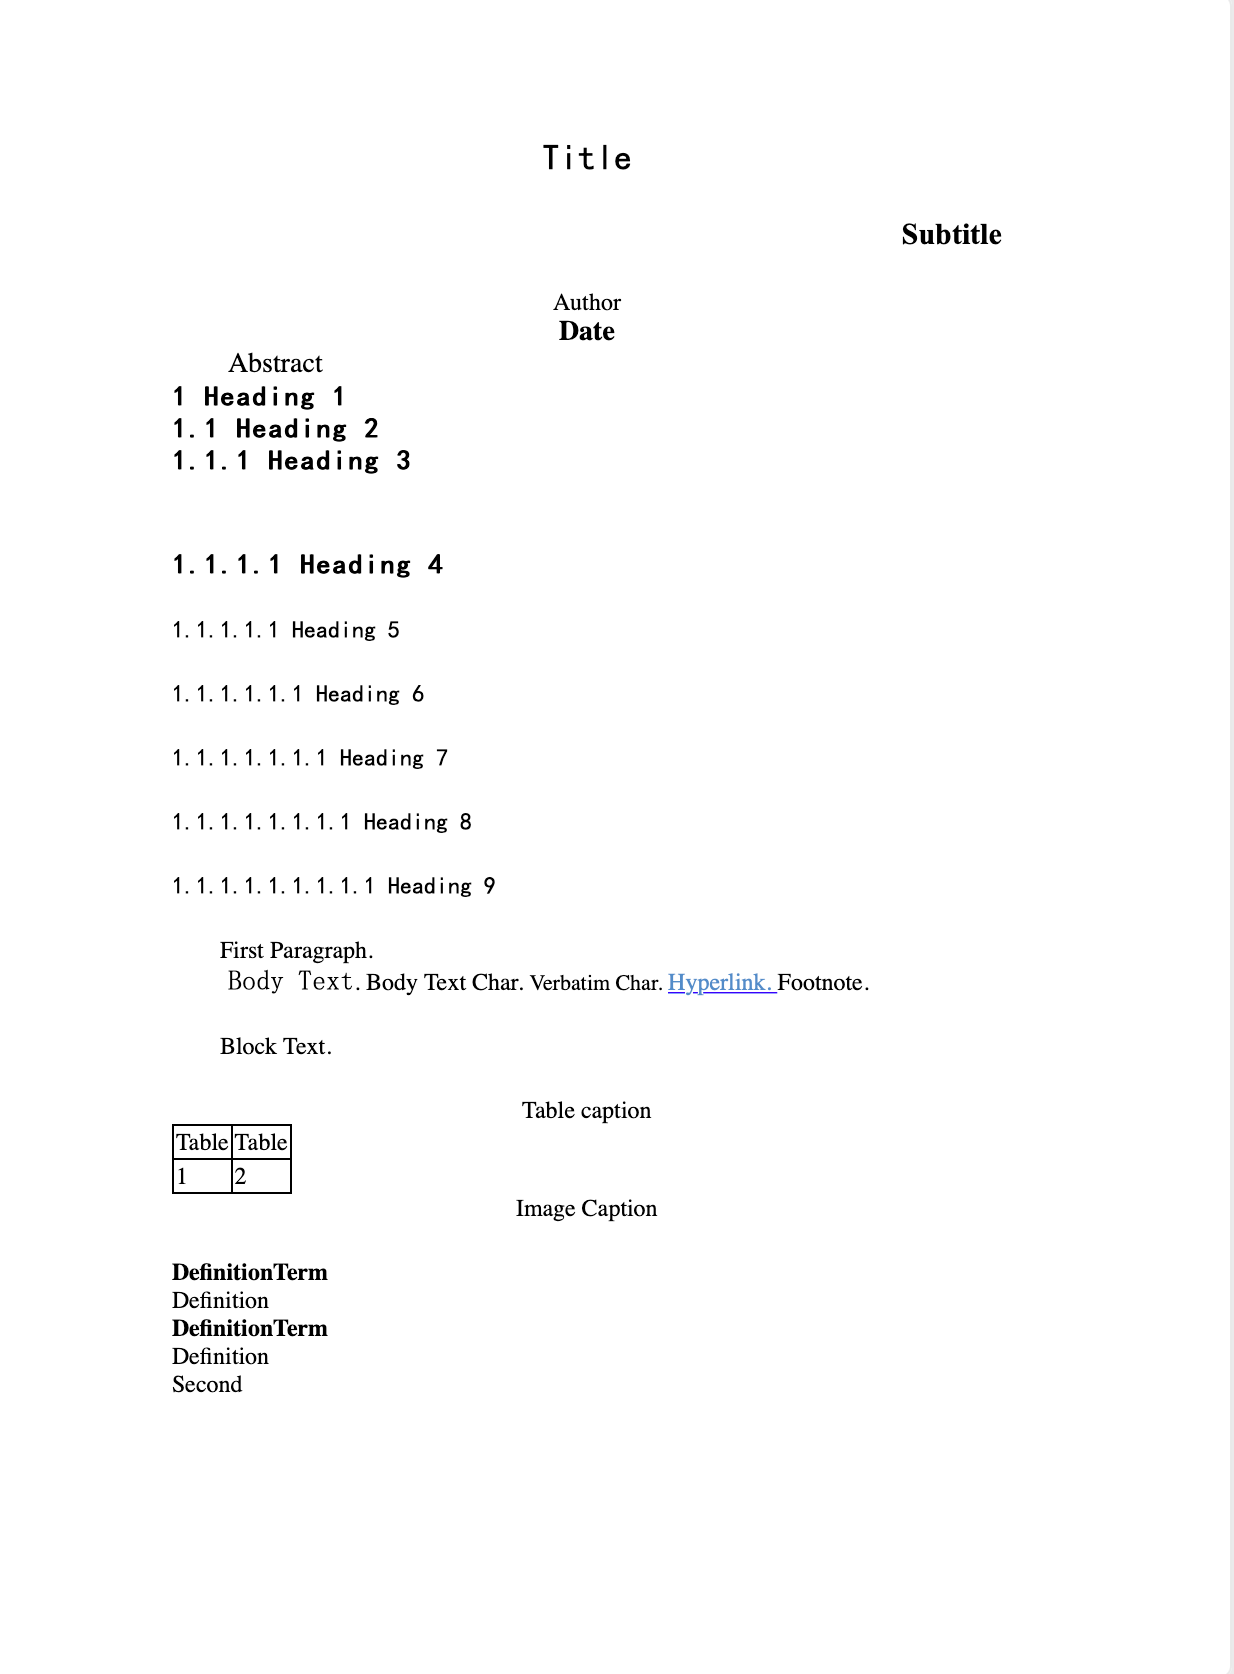 Title
Subtitle
Author
Date
Abstract
1 Heading 1
1.1 Heading 2
1.1.1 Heading 3
1.1.1.1 Heading 4
1.1.1.1.1 Heading 5
1.1.1.1.1.1 Heading 6
1.1.1.1.1.1.1 Heading 7
1.1.1.1.1.1.1.1 Heading 8
1.1.1.1.1.1.1.1.1 Heading 9
First Paragraph.
Body Text. Body Text Char. Verbatim Char. Hyperlink. Footnote.
Block Text.
Table caption
Table Table
1 2
Image Caption
DefinitionTerm
Definition
DefinitionTerm
Definition
Second